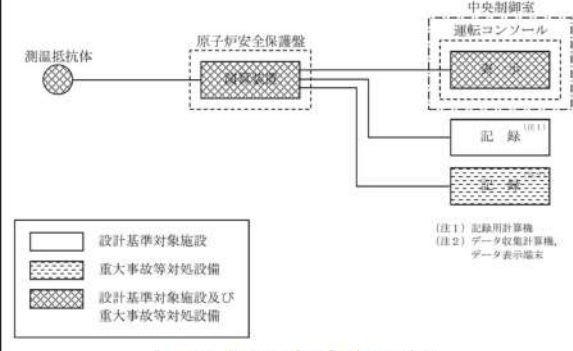 中央制御室
運転コンソール
原子炉安全保護盤
測温抵抗体
演算装置
表 示
記 録 (注1)
記 録
(注1) 記録用計算機
(注2) データ収集計算機,
データ表示端末
設計基準対象施設
重大事故等対処設備
設計基準対象施設及び
重大事故等対処設備